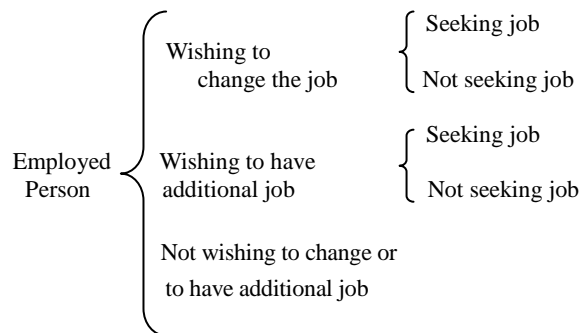 Employed
Person
Wishing to
change the job
Seeking job
Not seeking job
Wishing to have
additional job
Seeking job
Not seeking job
Not wishing to change or
to have additional job